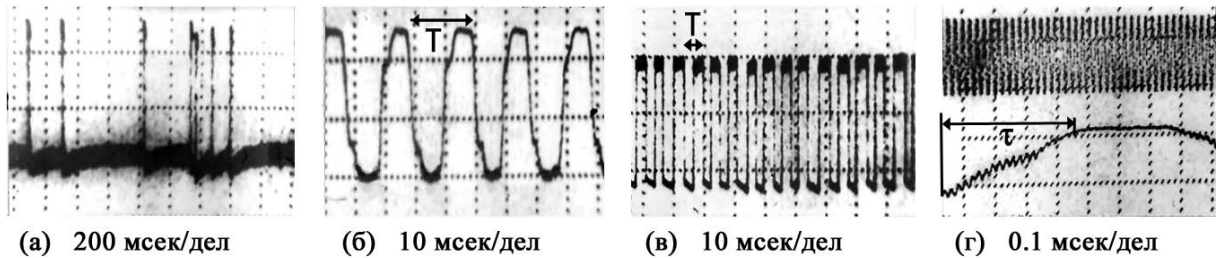 T
T
τ
(а) 200 мсек/дел
(б) 10 мсек/дел
(в) 10 мсек/дел
(г) 0.1 мсек/дел